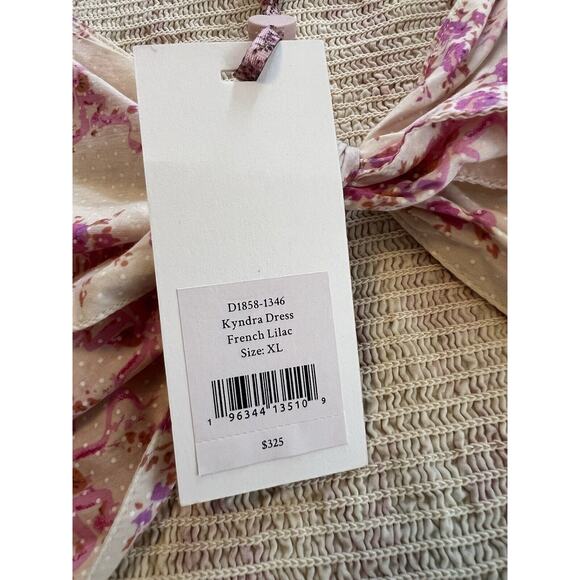 D1858-1346
Kyndra Dress
French Lilac
Size: XL
1 96344 13510 9
$325